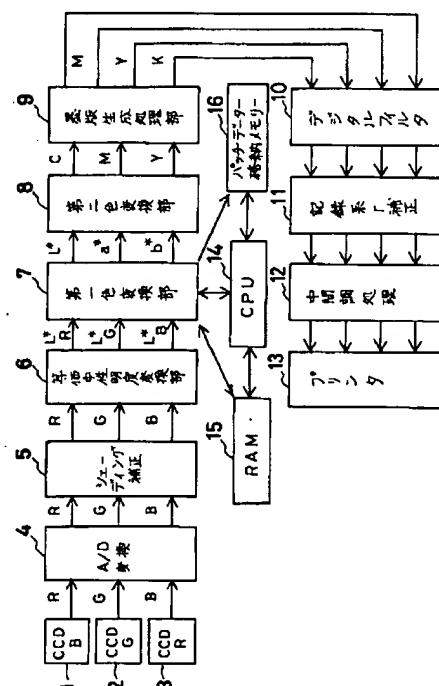 1
CCD
B
2
CCD
G
3
CCD
R
R
G
B
4
A/D
変換
R
G
B
5
シェー
ディング
補正
R
G
B
6
等価中性明度変換部
L*R
L*G
L*B
7
第一色変換部
L*
a*
b*
8
第二色変換部
C
M
Y
9
墨版生成処理部
M
Y
K
15
RAM
14
CPU
16
パッチデーター
格納メモリー
10
デジタルフィルタ
11
記録系Γ補正
12
中間調処理
13
プリンタ